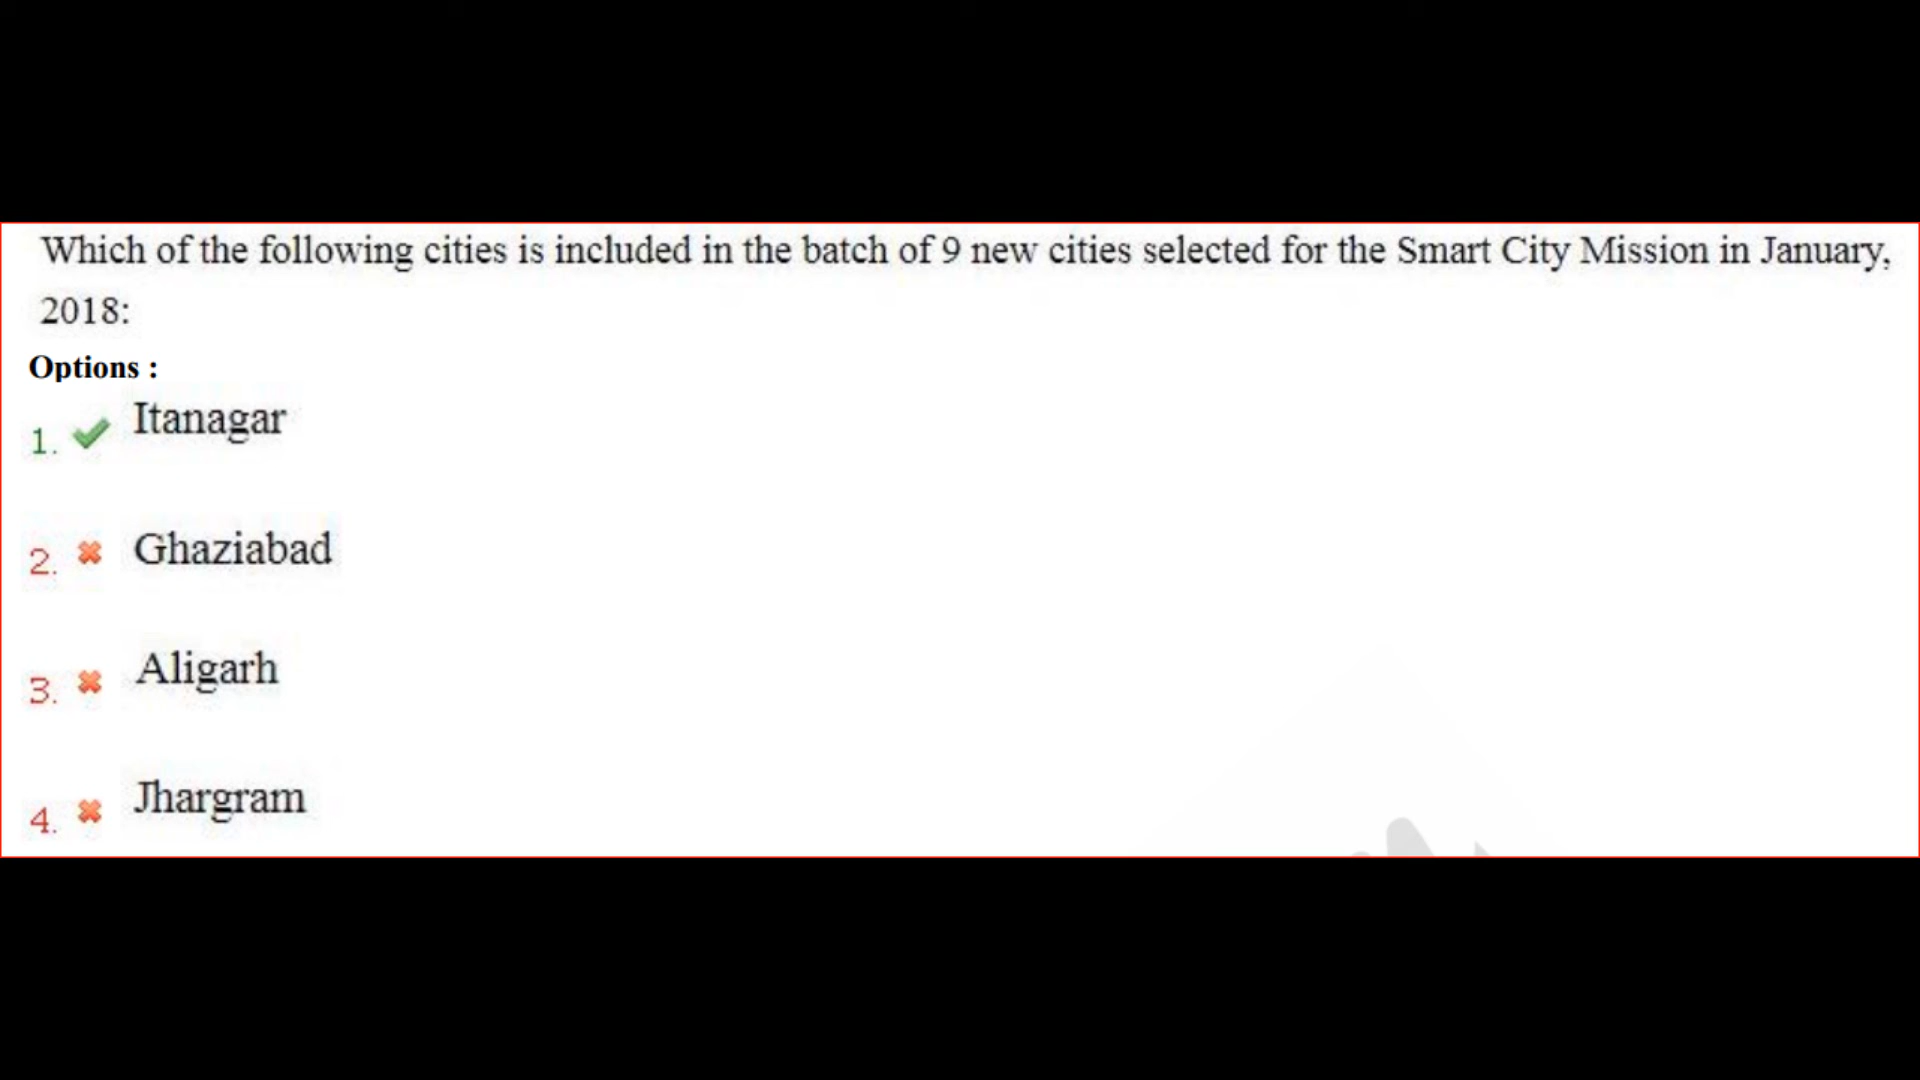 Which of the following cities is included in the batch of 9 new cities selected for the Smart City Mission in January,
2018:
Options :
1. Itanagar
2. Ghaziabad
3. Aligarh
4. Jhargram